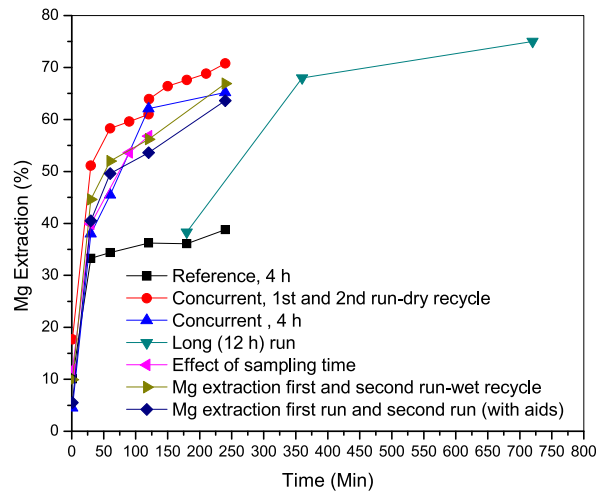 80
70
60
50
40
30
20
10
0
Mg Extraction (%)
Reference, 4 h
Concurrent, 1st and 2nd run-dry recycle
Concurrent , 4 h
Long (12 h) run
Effect of sampling time
Mg extraction first and second run-wet recycle
Mg extraction first run and second run (with aids)
0 50 100 150 200 250 300 350 400 450 500 550 600 650 700 750 800
Time (Min)